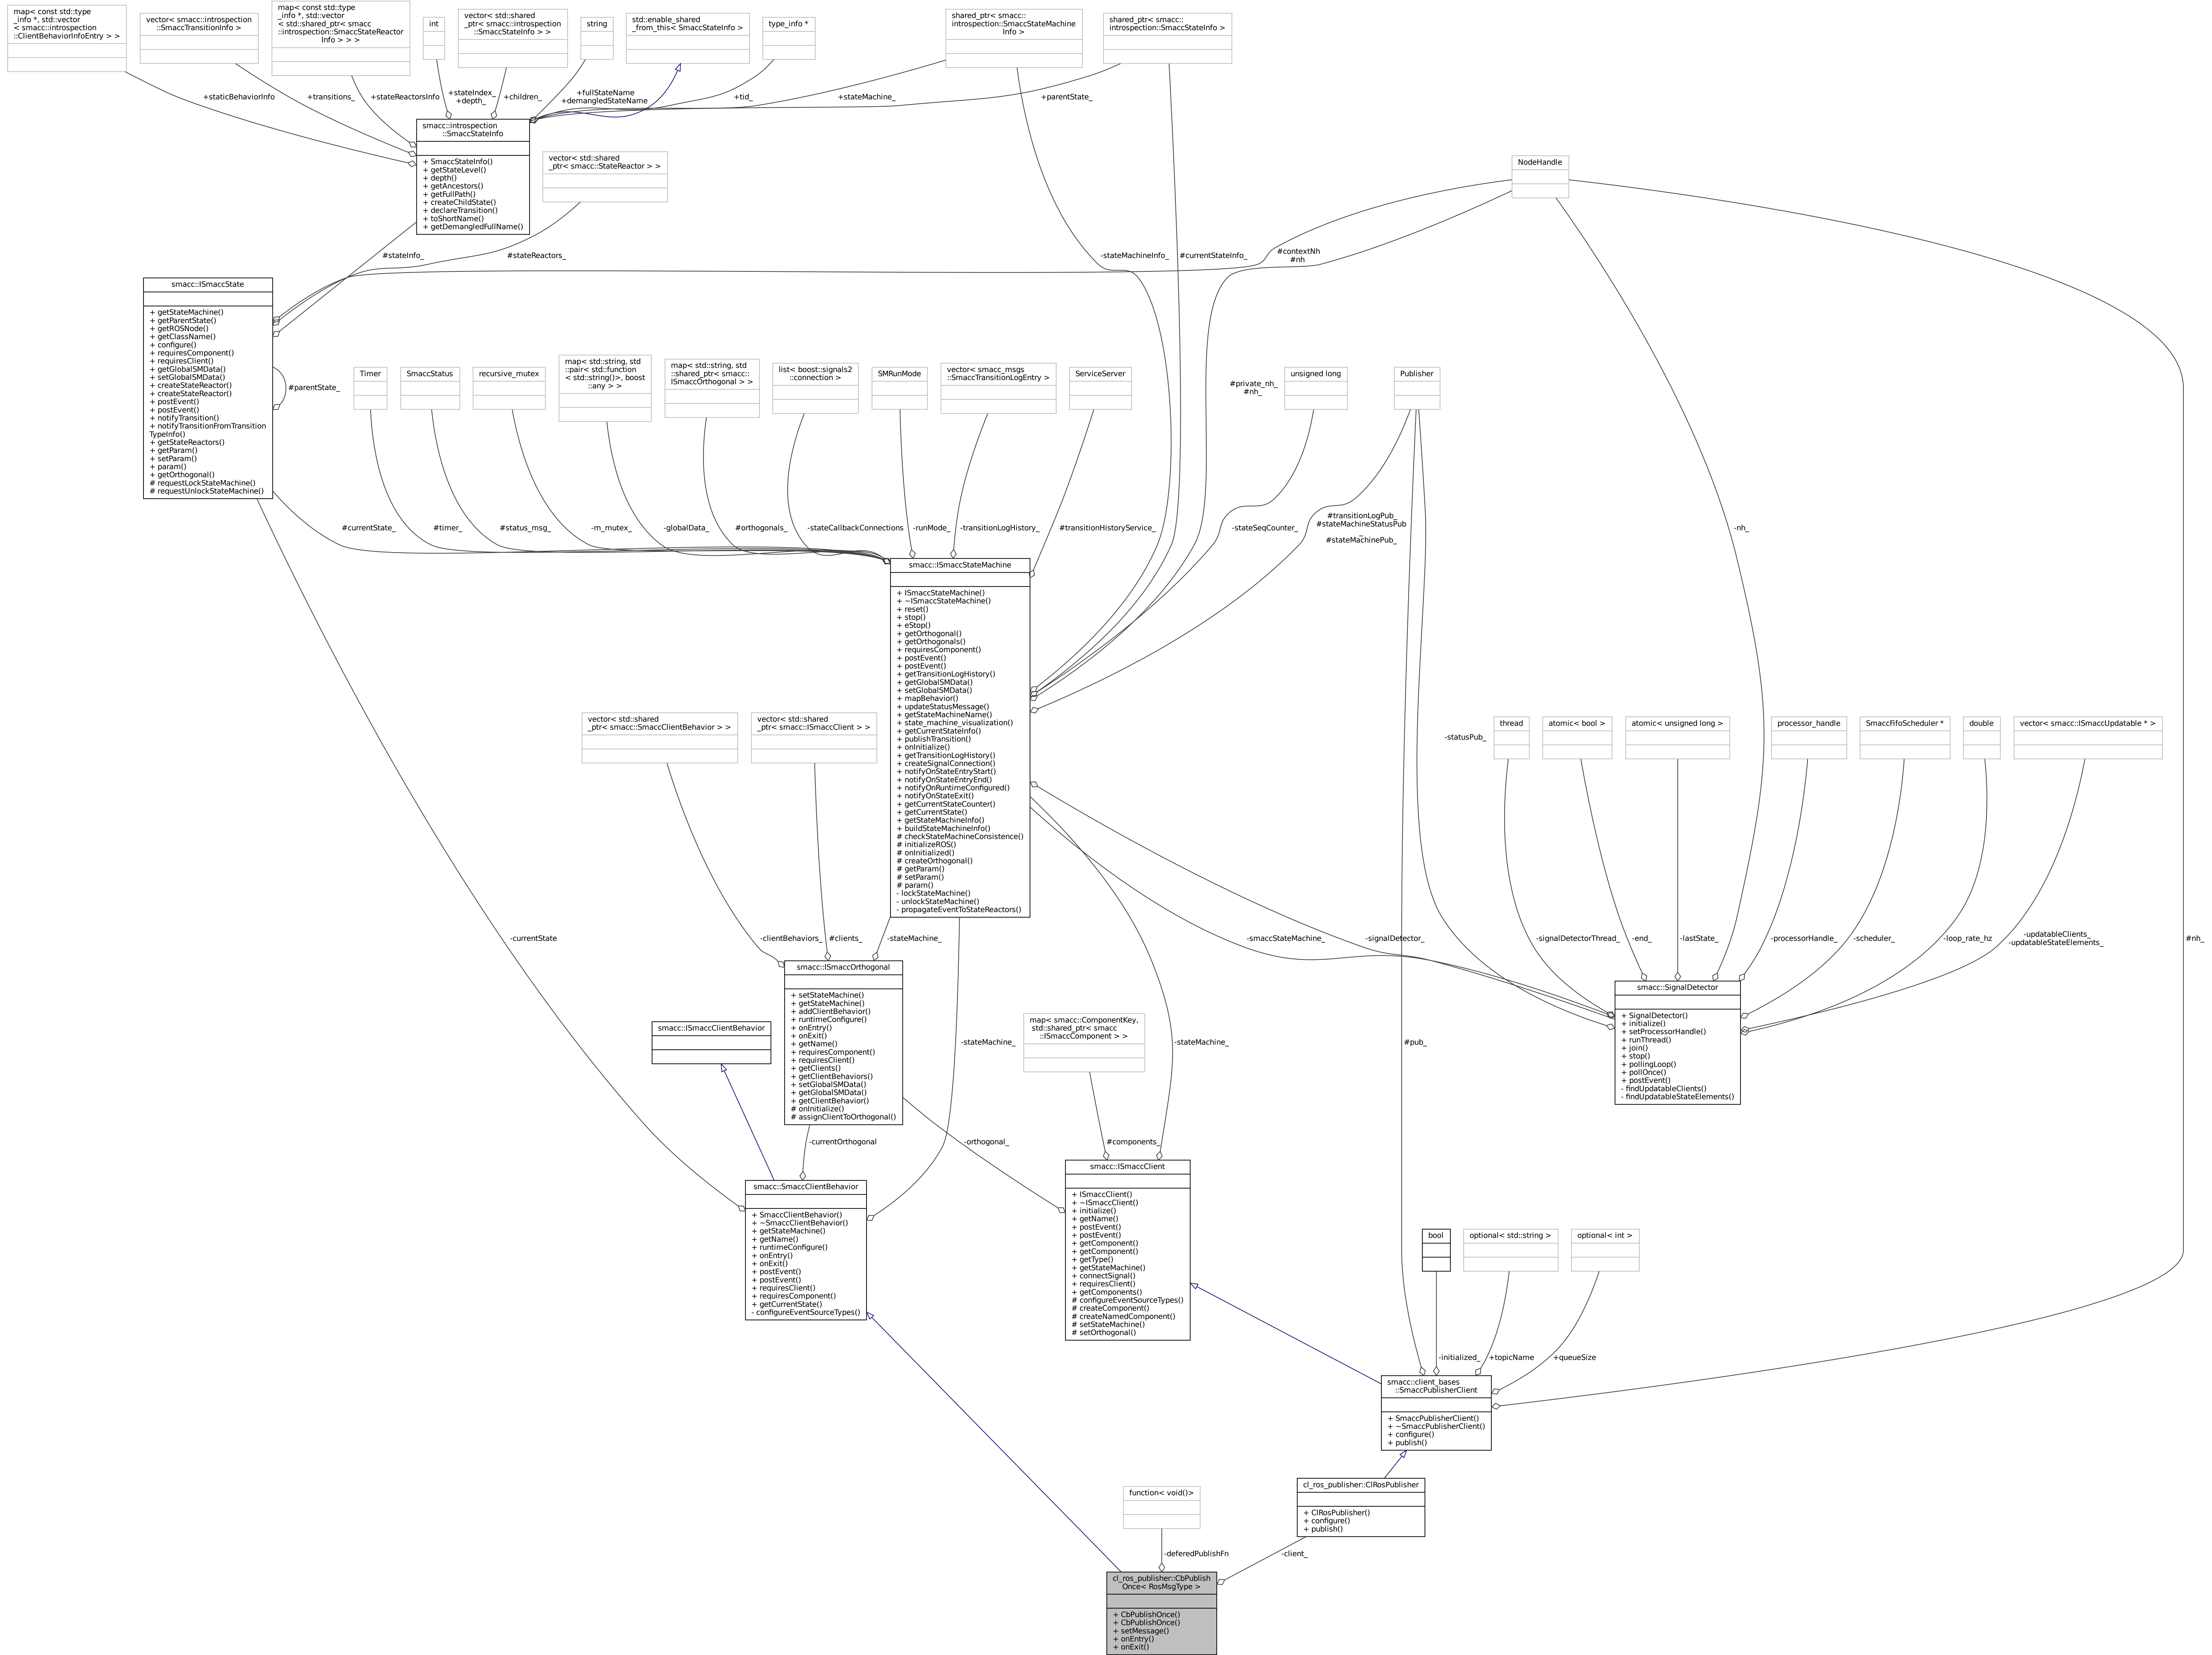 map< const std::type
_info *, std::vector
< smacc::introspection
::ClientBehaviorInfoEntry > >
vector< smacc::introspection
::SmaccTransitionInfo >
map< const std::type
_info *, std::vector
< std::shared_ptr< smacc
::introspection::SmaccStateReactor
Info > > >
int
vector< std::shared
_ptr< smacc::introspection
::SmaccStateInfo > >
string
std::enable_shared
_from_this< SmaccStateInfo >
type_info *
shared_ptr< smacc::
introspection::SmaccStateMachine
Info >
shared_ptr< smacc::
introspection::SmaccStateInfo >
+staticBehaviorInfo
+transitions_
+stateReactorsInfo
+stateIndex_
+depth_
+children_
+fullStateName
+demangledStateName
+tid_
+stateMachine_
+parentState_
smacc::introspection
::SmaccStateInfo
+ SmaccStateInfo()
+ getStateLevel()
+ depth()
+ getAncestors()
+ getFullPath()
+ createChildState()
+ declareTransition()
+ toShortName()
+ getDemangledFullName()
vector< std::shared
_ptr< smacc::StateReactor > >
NodeHandle
#stateInfo_
#stateReactors_
-stateMachineInfo_
#currentStateInfo_
#contextNh
#nh
smacc::ISmaccState
+ getStateMachine()
+ getParentState()
+ getROSNode()
+ getClassName()
+ configure()
+ requiresComponent()
+ requiresClient()
+ getGlobalSMData()
+ setGlobalSMData()
+ createStateReactor()
+ createStateReactor()
+ postEvent()
+ postEvent()
+ notifyTransition()
+ notifyTransitionFromTransition
TypeInfo()
+ getStateReactors()
+ getParam()
+ setParam()
+ param()
+ getOrthogonal()
# requestLockStateMachine()
# requestUnlockStateMachine()
#parentState_
Timer
SmaccStatus
recursive_mutex
map< std::string, std
::pair< std::function
< std::string()>, boost
::any > >
map< std::string, std
::shared_ptr< smacc::
ISmaccOrthogonal > >
list< boost::signals2
::connection >
SMRunMode
vector< smacc_msgs
::SmaccTransitionLogEntry >
ServiceServer
#private_nh_
#nh_
unsigned long
Publisher
#currentState_
#timer_
#status_msg_
-m_mutex_
-globalData_
#orthogonals_
-stateCallbackConnections
-runMode_
-transitionLogHistory_
#transitionHistoryService_
-stateSeqCounter_
#transitionLogPub_
#stateMachineStatusPub
_
#stateMachinePub_
-nh_
smacc::ISmaccStateMachine
+ ISmaccStateMachine()
+ ~ISmaccStateMachine()
+ reset()
+ stop()
+ eStop()
+ getOrthogonal()
+ getOrthogonals()
+ requiresComponent()
+ postEvent()
+ postEvent()
+ getTransitionLogHistory()
+ getGlobalSMData()
+ setGlobalSMData()
+ mapBehavior()
+ updateStatusMessage()
+ getStateMachineName()
+ state_machine_visualization()
+ getCurrentStateInfo()
+ publishTransition()
+ onInitialize()
+ getTransitionLogHistory()
+ createSignalConnection()
+ notifyOnStateEntryStart()
+ notifyOnStateEntryEnd()
+ notifyOnRuntimeConfigured()
+ notifyOnStateExit()
+ getCurrentStateCounter()
+ getCurrentState()
+ getStateMachineInfo()
+ buildStateMachineInfo()
# checkStateMachineConsistence()
# initializeROS()
# onInitialized()
# createOrthogonal()
# getParam()
# setParam()
# param()
- lockStateMachine()
- unlockStateMachine()
- propagateEventToStateReactors()
vector< std::shared
_ptr< smacc::SmaccClientBehavior > >
vector< std::shared
_ptr< smacc::ISmaccClient > >
-statusPub_
thread
atomic< bool >
atomic< unsigned long >
processor_handle
SmaccFifoScheduler *
double
vector< smacc::ISmaccUpdatable * >
-currentState
-clientBehaviors_
#clients_
-stateMachine_
-smaccStateMachine_
-signalDetector_
-signalDetectorThread_
-end_
-lastState_
-processorHandle_
-scheduler_
-loop_rate_hz
-updatableClients_
-updatableStateElements_
#nh_
smacc::ISmaccOrthogonal
+ setStateMachine()
+ getStateMachine()
+ addClientBehavior()
+ runtimeConfigure()
+ onEntry()
+ onExit()
+ getName()
+ requiresComponent()
+ requiresClient()
+ getClients()
+ getClientBehaviors()
+ setGlobalSMData()
+ getGlobalSMData()
+ getClientBehavior()
# onInitialize()
# assignClientToOrthogonal()
smacc::SignalDetector
+ SignalDetector()
+ initialize()
+ setProcessorHandle()
+ runThread()
+ join()
+ stop()
+ pollingLoop()
+ pollOnce()
+ postEvent()
- findUpdatableClients()
- findUpdatableStateElements()
smacc::ISmaccClientBehavior
map< smacc::ComponentKey,
std::shared_ptr< smacc
::ISmaccComponent > >
-stateMachine_
-stateMachine_
#pub_
-currentOrthogonal
-orthogonal_
#components_
smacc::SmaccClientBehavior
+ SmaccClientBehavior()
+ ~SmaccClientBehavior()
+ getStateMachine()
+ getName()
+ runtimeConfigure()
+ onEntry()
+ onExit()
+ postEvent()
+ postEvent()
+ requiresClient()
+ requiresComponent()
+ getCurrentState()
- configureEventSourceTypes()
smacc::ISmaccClient
+ ISmaccClient()
+ ~ISmaccClient()
+ initialize()
+ getName()
+ postEvent()
+ postEvent()
+ getComponent()
+ getComponent()
+ getType()
+ getStateMachine()
+ connectSignal()
+ requiresClient()
+ getComponents()
# configureEventSourceTypes()
# createComponent()
# createNamedComponent()
# setStateMachine()
# setOrthogonal()
bool
optional< std::string >
optional< int >
-initialized_
+topicName
+queueSize
smacc::client_bases
::SmaccPublisherClient
+ SmaccPublisherClient()
+ ~SmaccPublisherClient()
+ configure()
+ publish()
function< void()>
cl_ros_publisher::ClRosPublisher
+ ClRosPublisher()
+ configure()
+ publish()
-deferedPublishFn
-client_
cl_ros_publisher::CbPublish
Once< RosMsgType >
+ CbPublishOnce()
+ CbPublishOnce()
+ setMessage()
+ onEntry()
+ onExit()